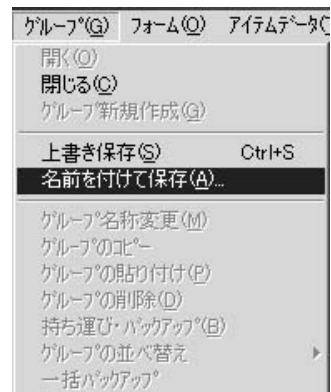 ｸﾞﾙｰﾌﾟ(G) ﾌｫｰﾑ(O) ｱｲﾃﾑﾃﾞｰﾀ(
開く(O)
閉じる(C)
ｸﾞﾙｰﾌﾟ新規作成(G)
上書き保存(S) Ctrl+S
名前を付けて保存(A)...
ｸﾞﾙｰﾌﾟ名称変更(M)
ｸﾞﾙｰﾌﾟのｺﾋﾟｰ
ｸﾞﾙｰﾌﾟの貼り付け(P)
ｸﾞﾙｰﾌﾟの削除(D)
持ち運び・ﾊﾞｯｸｱｯﾌﾟ(B)
ｸﾞﾙｰﾌﾟの並べ替え
一括ﾊﾞｯｸｱｯﾌﾟ